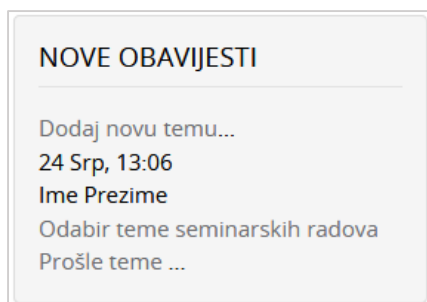 NOVE OBAVIJESTI
Dodaj novu temu...
24 Srp, 13:06
Ime Prezime
Odabir teme seminarskih radova
Prošle teme ...